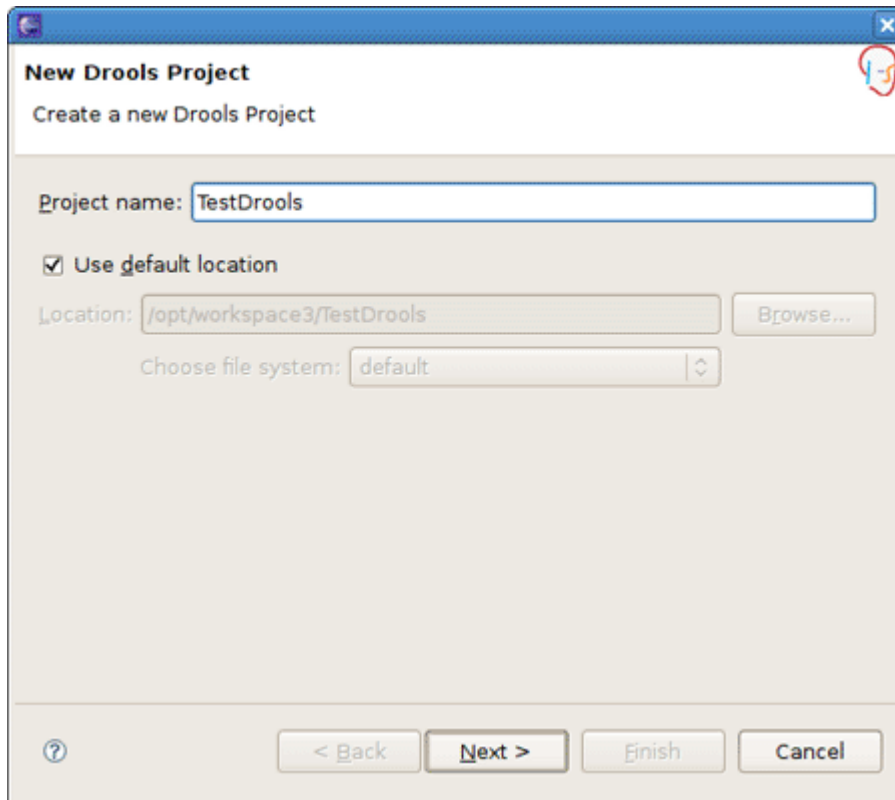 New Drools Project
Create a new Drools Project
Project name: TestDrools
Use default location
Location: /opt/workspace3/TestDrools Browse...
Choose file system: default
? < Back Next > Finish Cancel